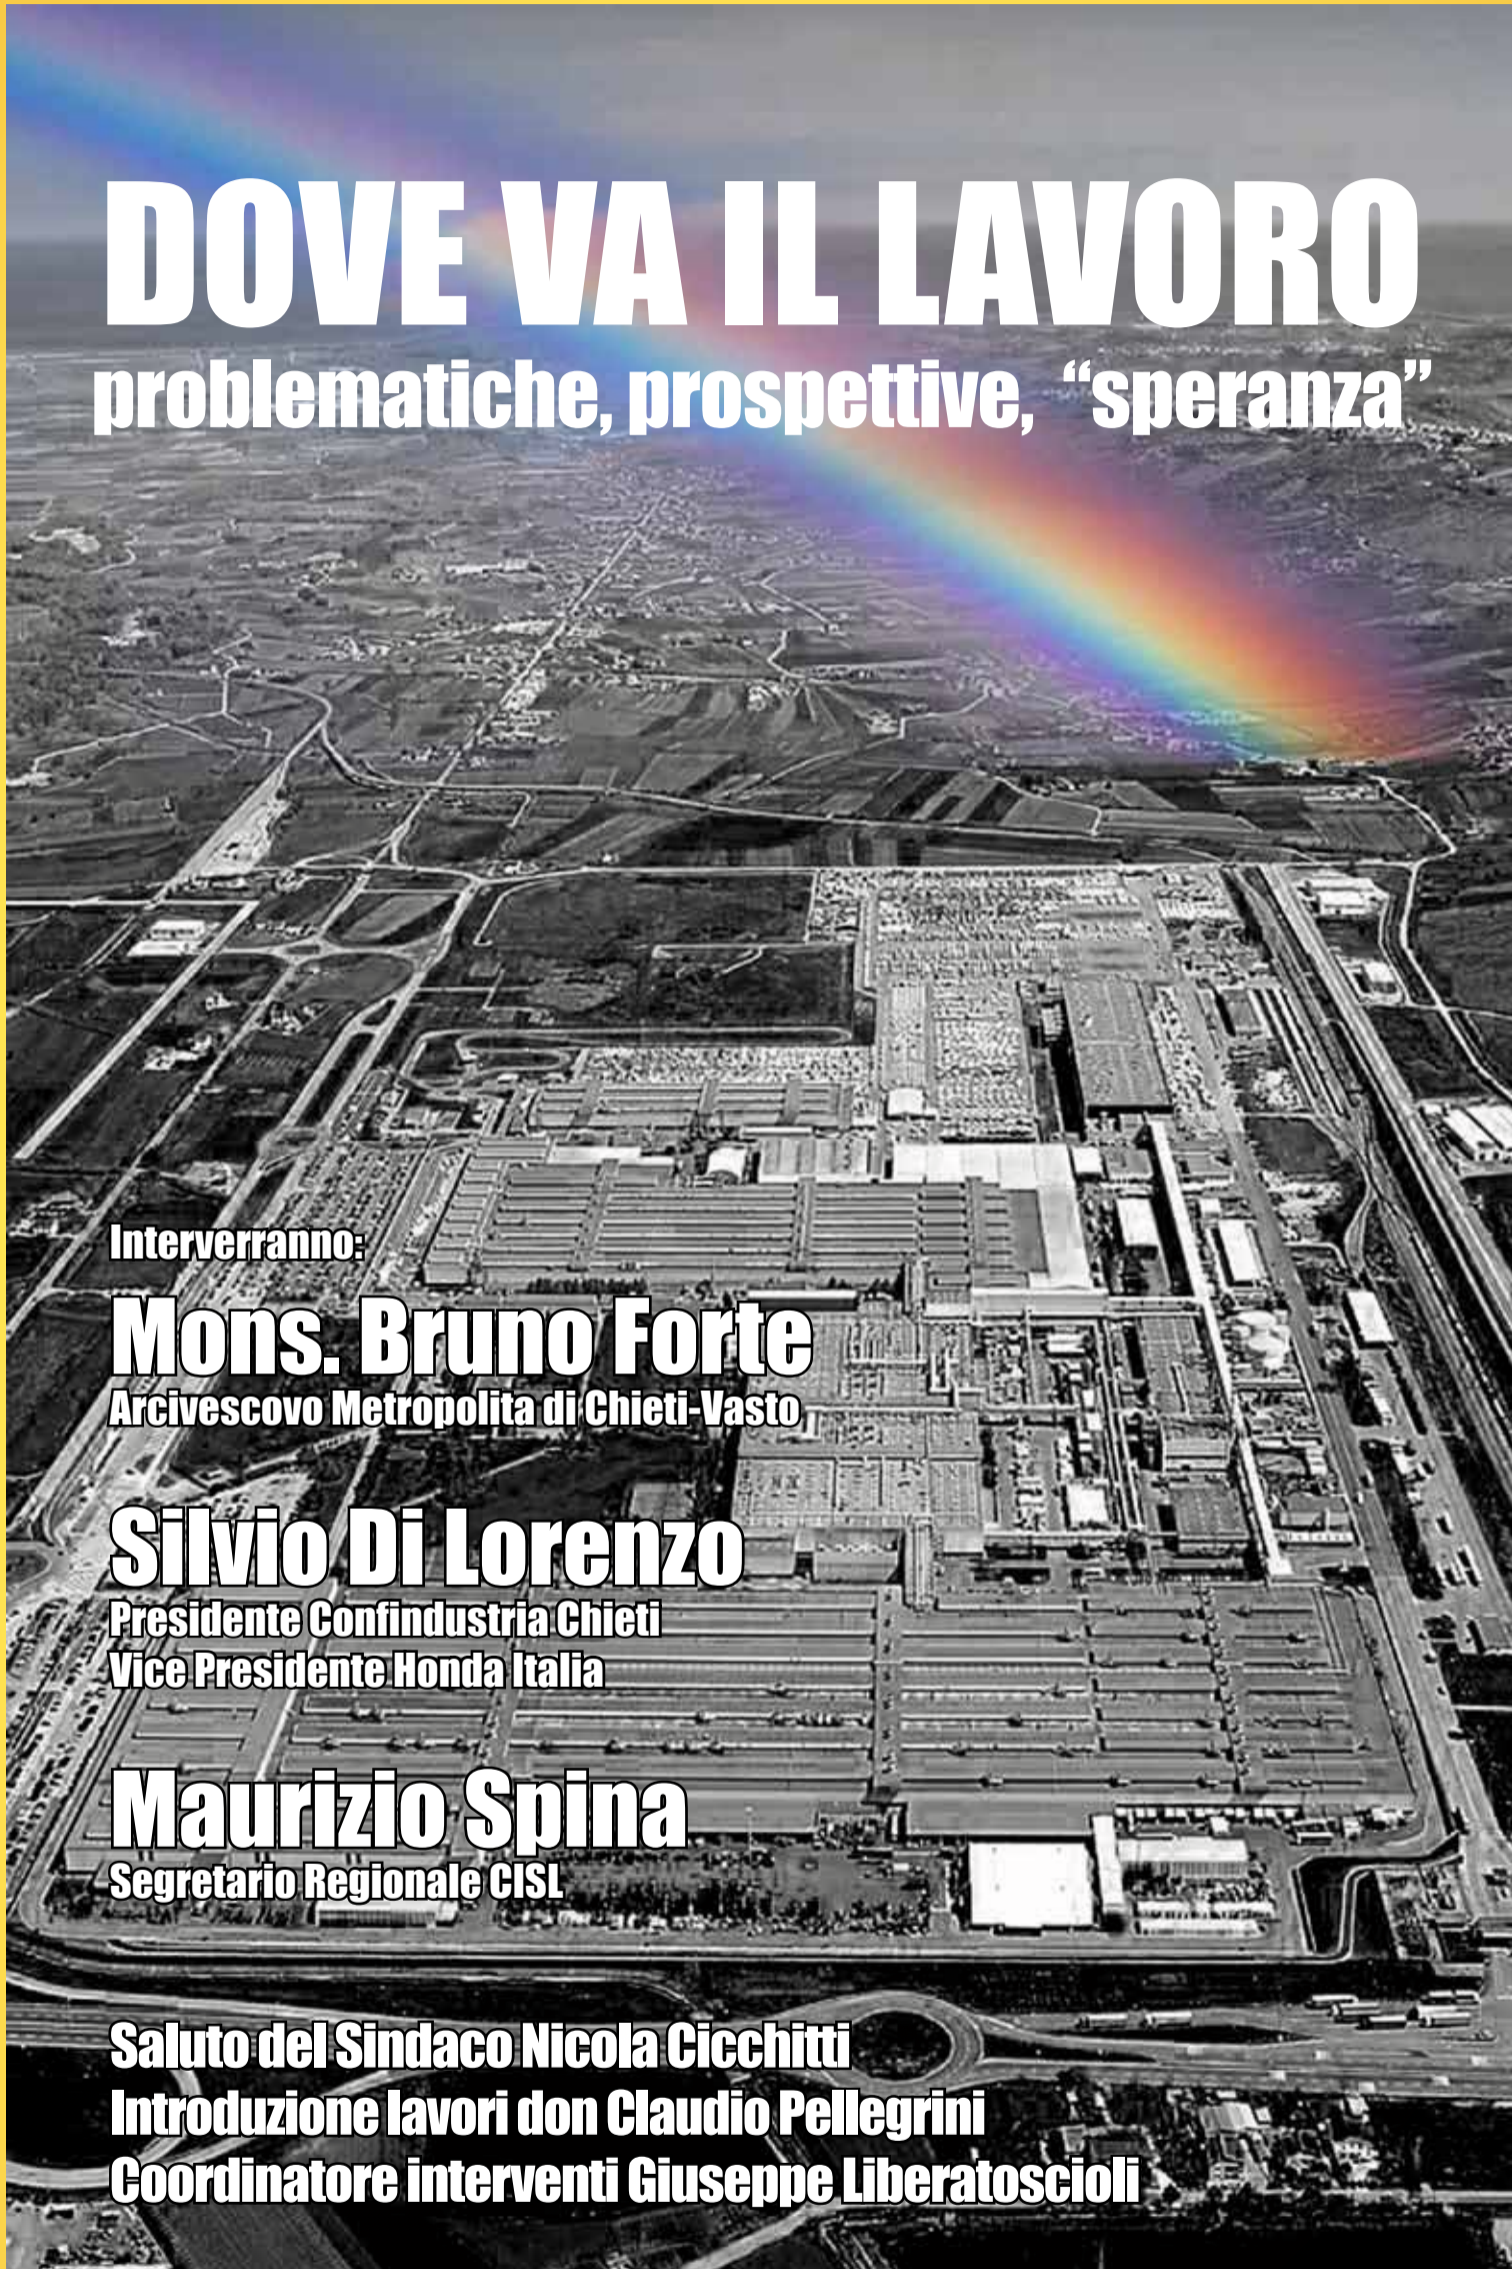 DOVE VA IL LAVORO
problematiche, prospettive, “speranza”
Interverranno:
Mons. Bruno Forte
Arcivescovo Metropolita di Chieti-Vasto
Silvio Di Lorenzo
Presidente Confindustria Chieti
Vice Presidente Honda Italia
Maurizio Spina
Segretario Regionale CISL
Saluto del Sindaco Nicola Cicchitti
Introduzione lavori don Claudio Pellegrini
Coordinatore interventi Giuseppe Liberatoscioli